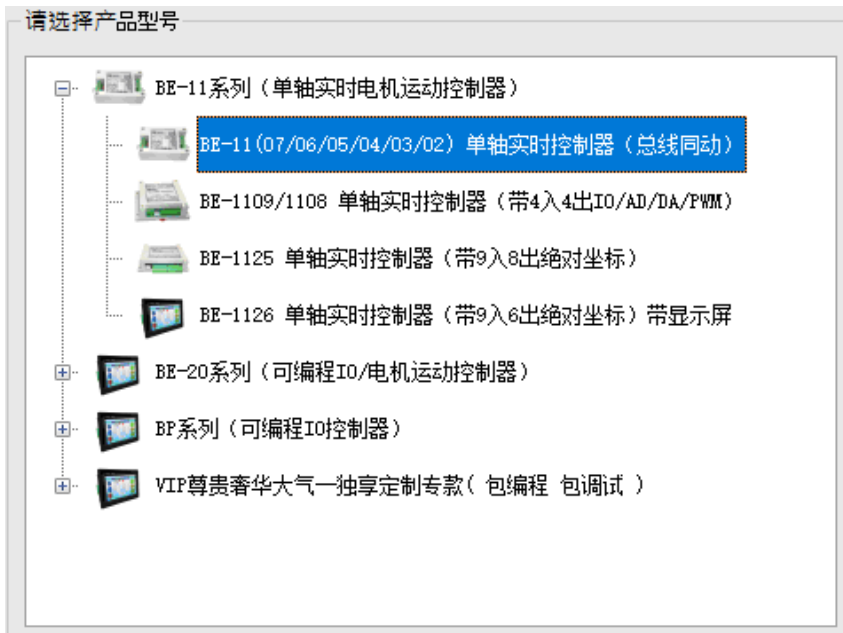 请选择产品型号
BE-11系列（单轴实时电机运动控制器）
BE-11(07/06/05/04/03/02) 单轴实时控制器（总线同动）
BE-1109/1108 单轴实时控制器（带4入4出IO/AD/DA/PWM）
BE-1125 单轴实时控制器（带9入8出绝对坐标）
BE-1126 单轴实时控制器（带9入6出绝对坐标）带显示屏
BE-20系列（可编程IO/电机运动控制器）
BP系列（可编程IO控制器）
VIP尊贵奢华大气一独享定制专款( 包编程 包调试 )